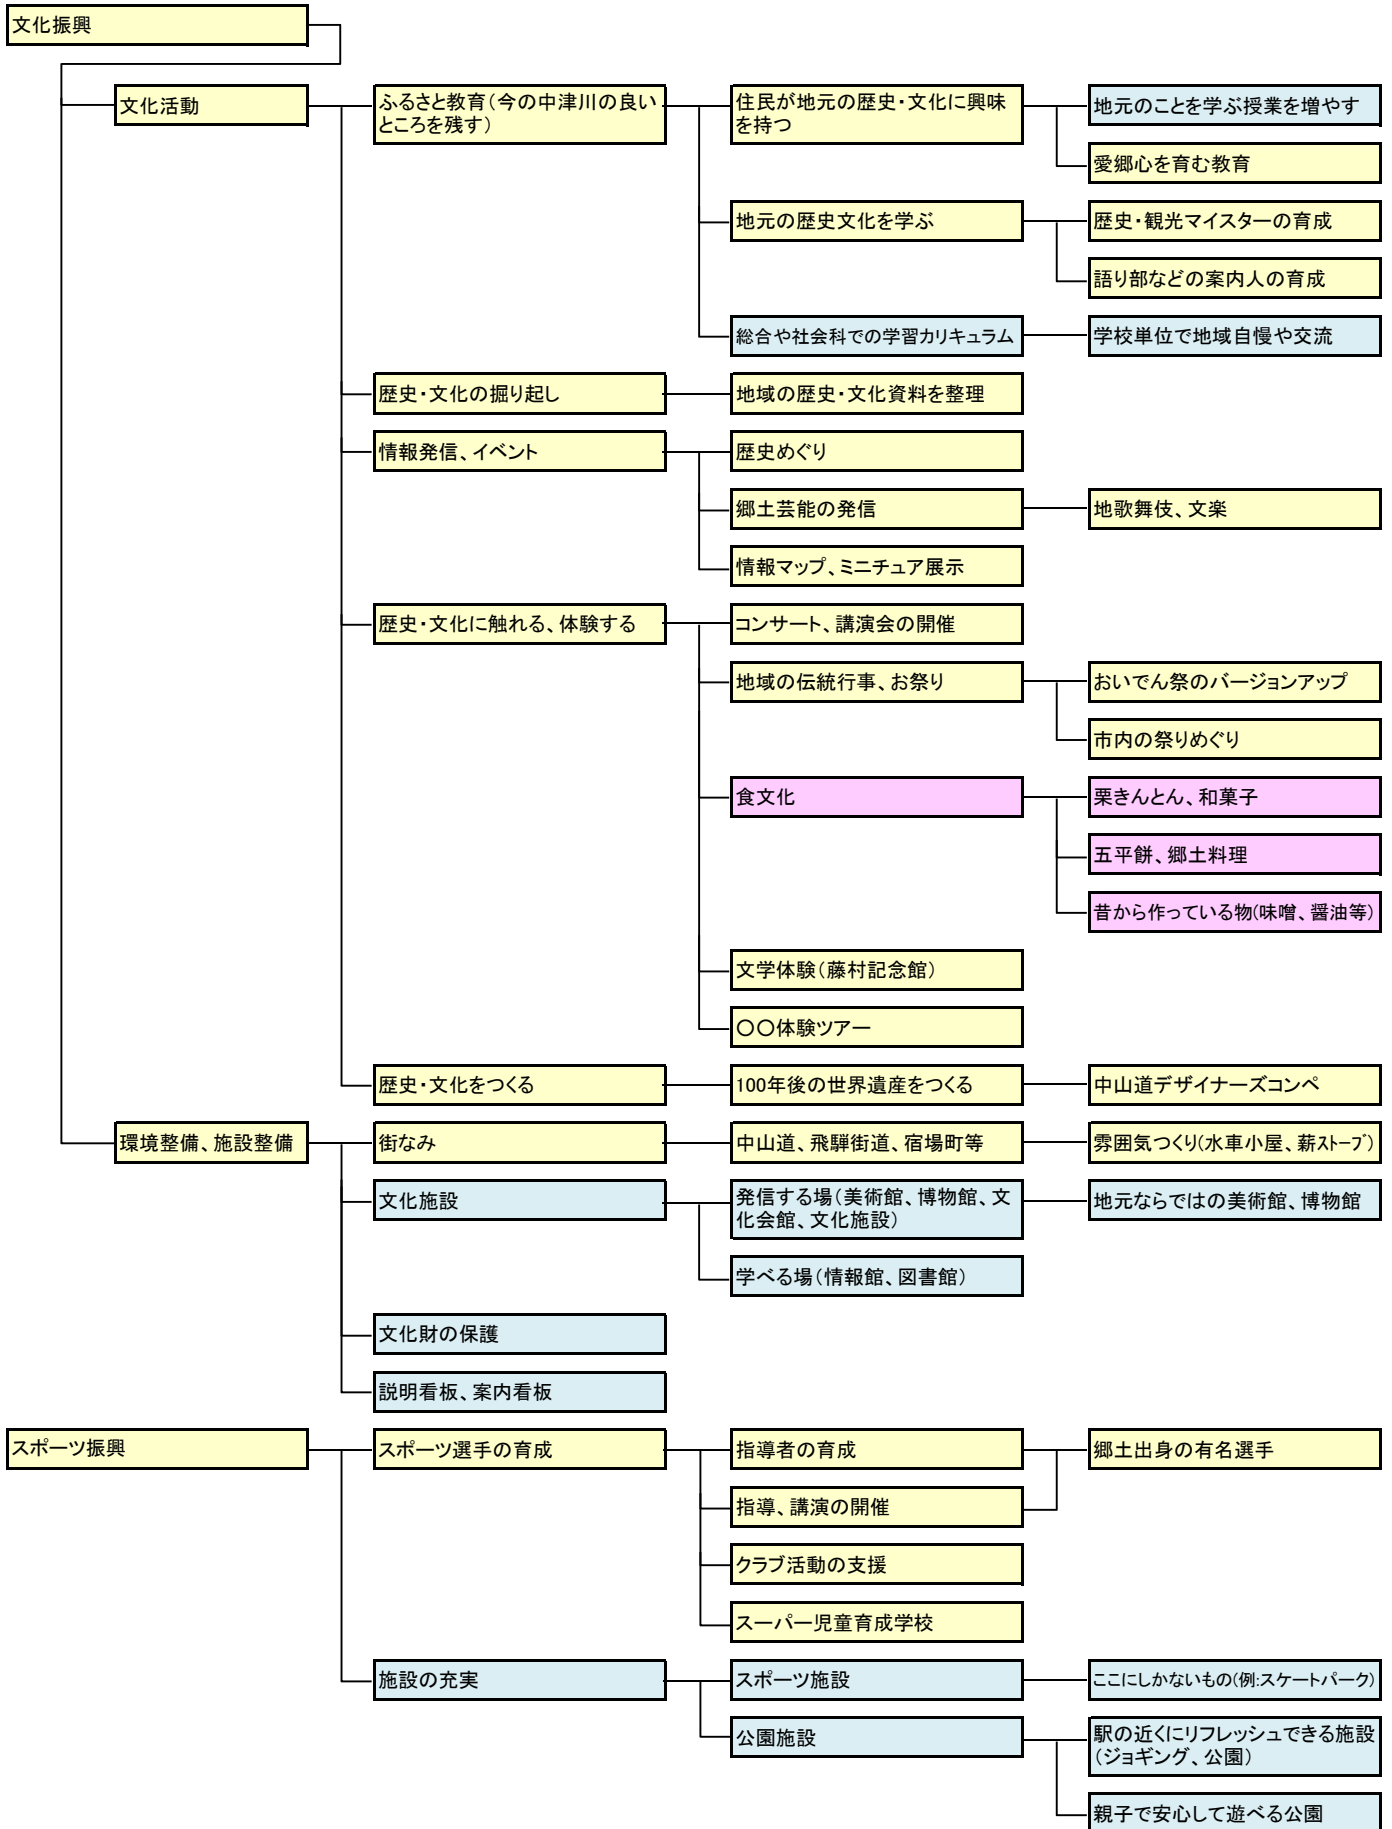 文化振興
文化活動
ふるさと教育（今の中津川の良い
ところを残す）
住民が地元の歴史・文化に興味
を持つ
地元のことを学ぶ授業を増やす
愛郷心を育む教育
地元の歴史文化を学ぶ
歴史・観光マイスターの育成
語り部などの案内人の育成
総合や社会科での学習カリキュラム
学校単位で地域自慢や交流
歴史・文化の掘り起し
地域の歴史・文化資料を整理
情報発信、イベント
歴史めぐり
郷土芸能の発信
地歌舞伎、文楽
情報マップ、ミニチュア展示
歴史・文化に触れる、体験する
コンサート、講演会の開催
地域の伝統行事、お祭り
おいでん祭のバージョンアップ
市内の祭りめぐり
食文化
栗きんとん、和菓子
五平餅、郷土料理
昔から作っている物(味噌、醤油等)
文学体験（藤村記念館）
〇〇体験ツアー
歴史・文化をつくる
100年後の世界遺産をつくる
中山道デザイナーズコンペ
環境整備、施設整備
街なみ
中山道、飛騨街道、宿場町等
雰囲気つくり(水車小屋、薪ｽﾄｰﾌﾞ)
文化施設
発信する場（美術館、博物館、文
化会館、文化施設）
地元ならではの美術館、博物館
学べる場（情報館、図書館）
文化財の保護
説明看板、案内看板
スポーツ振興
スポーツ選手の育成
指導者の育成
郷土出身の有名選手
指導、講演の開催
クラブ活動の支援
スーパー児童育成学校
施設の充実
スポーツ施設
ここにしかないもの(例:スケートパーク)
公園施設
駅の近くにリフレッシュできる施設
（ジョギング、公園）
親子で安心して遊べる公園